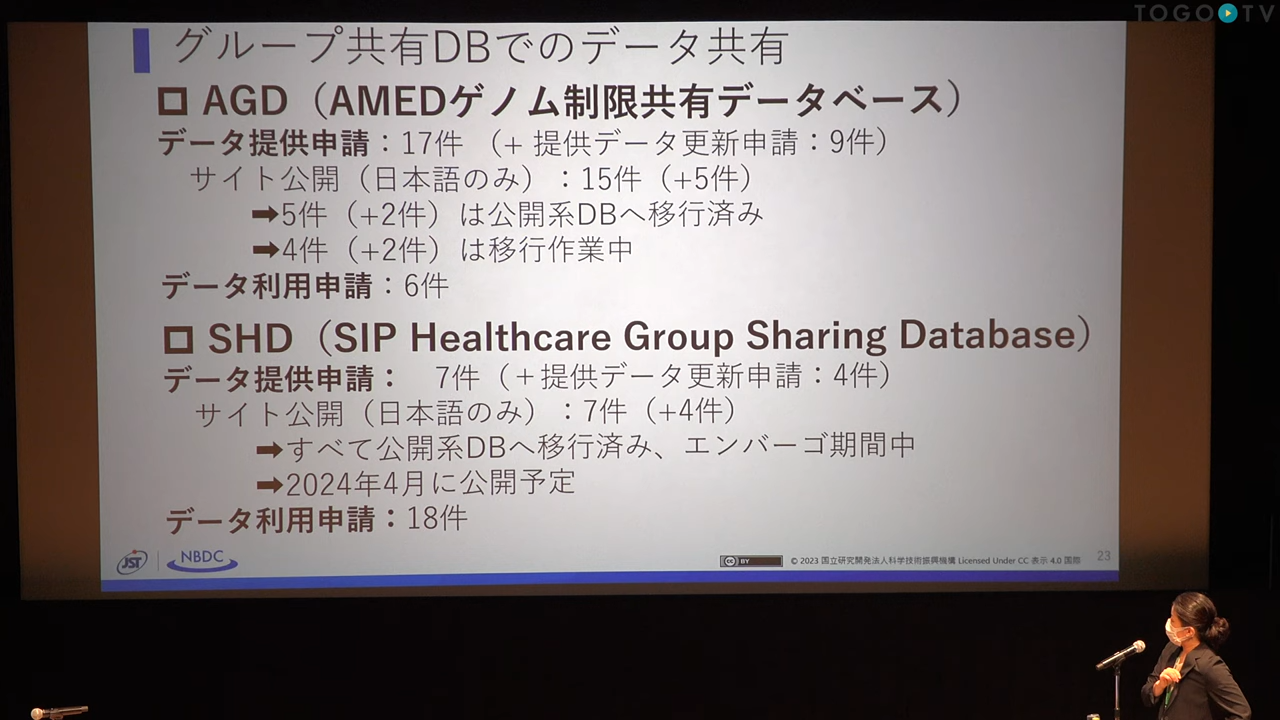 TOGO TV
グループ共有DBでのデータ共有
AGD（AMEDゲノム制限共有データベース）
データ提供申請：17件 （+ 提供データ更新申請：9件）
サイト公開（日本語のみ）：15件（+5件）
➡5件（+2件）は公開系DBへ移行済み
➡4件（+2件）は移行作業中
データ利用申請：6件
SHD（SIP Healthcare Group Sharing Database）
データ提供申請： 7件（＋提供データ更新申請：4件）
サイト公開（日本語のみ）：7件（+4件）
➡すべて公開系DBへ移行済み、エンバーゴ期間中
➡2024年4月に公開予定
データ利用申請：18件
JST NBDC cc BY © 2023 国立研究開発法人科学技術振興機構 Licensed Under CC 表示 4.0 国際 23